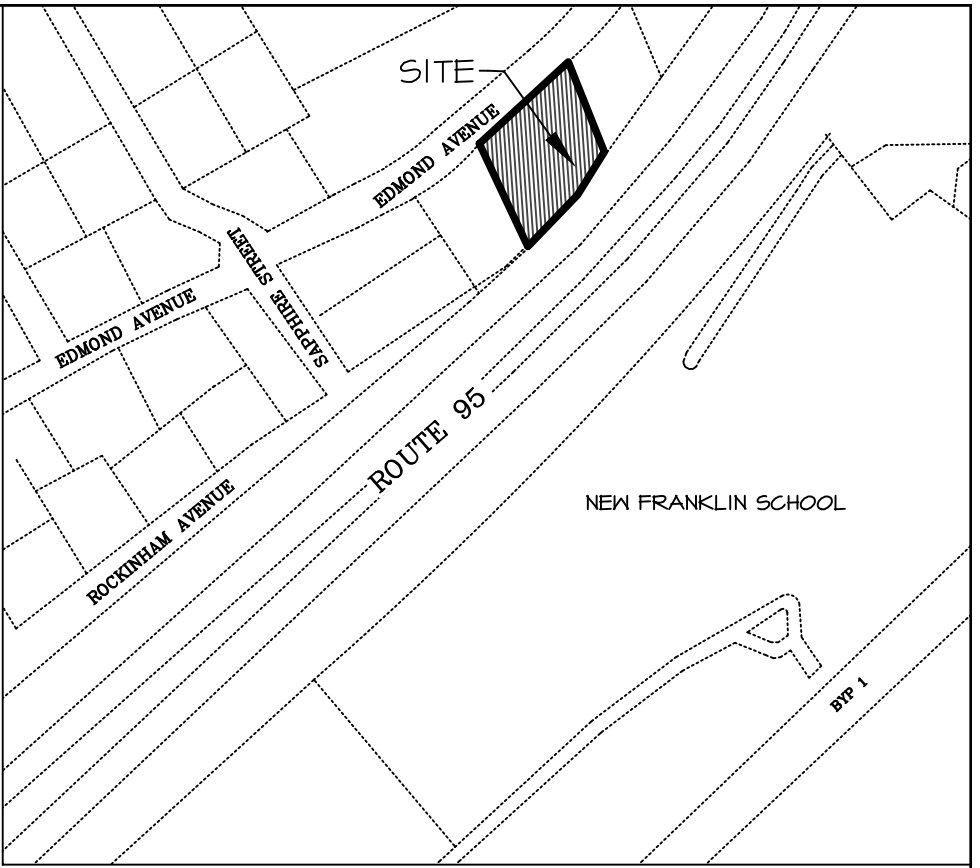 SITE
EDMOND AVENUE
SAPPHIRE STREET
EDMOND AVENUE
ROUTE 95
ROCKINHAM AVENUE
NEW FRANKLIN SCHOOL
BYP 1